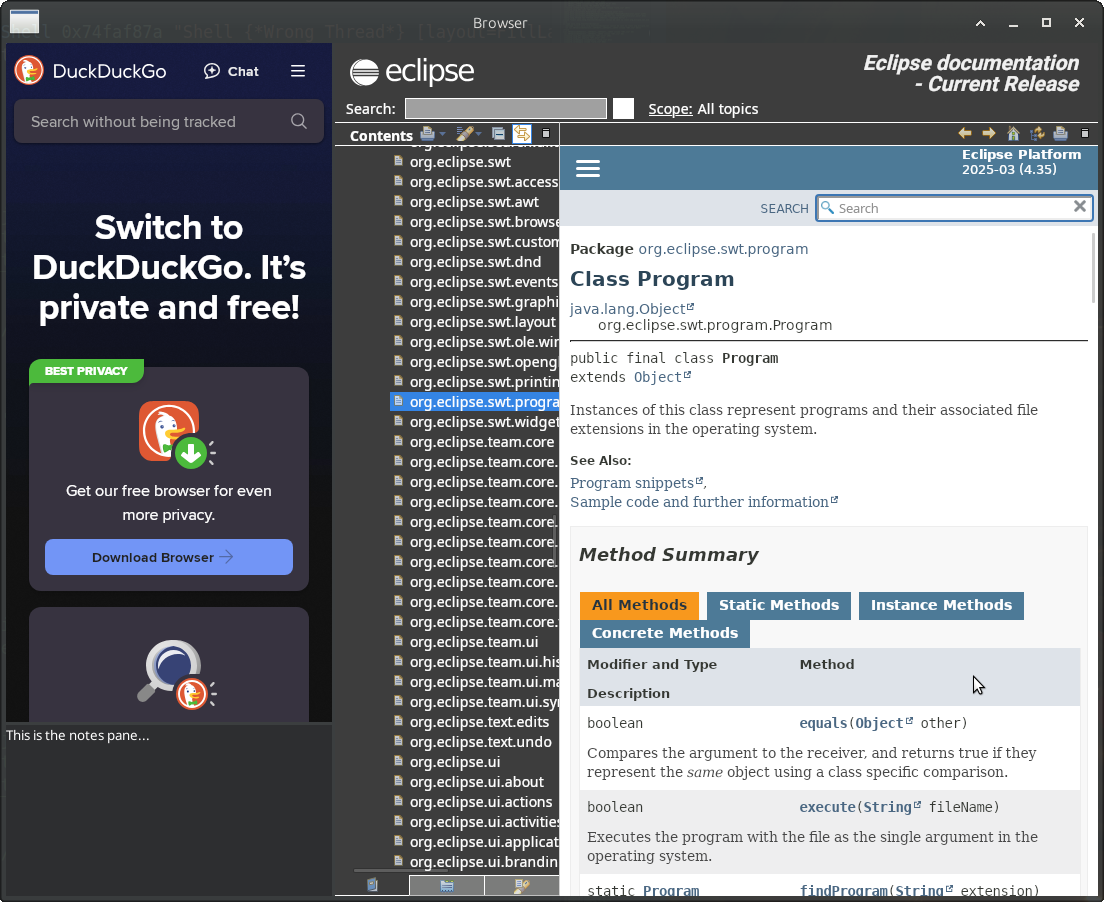 Browser
Shell 0x74faf87a "Shell {*Wrong Thread*} [layout=FillL
DuckDuckGo
Chat
Search without being tracked
Switch to
DuckDuckGo. It’s
private and free!
BEST PRIVACY
Get our free browser for even
more privacy.
Download Browser
This is the notes pane...
eclipse
Eclipse documentation
- Current Release
Search:
Scope: All topics
Contents
org.eclipse.swt
org.eclipse.swt.access
org.eclipse.swt.awt
org.eclipse.swt.browse
org.eclipse.swt.custom
org.eclipse.swt.dnd
org.eclipse.swt.events
org.eclipse.swt.graphi
org.eclipse.swt.layout
org.eclipse.swt.ole.win
org.eclipse.swt.opengl
org.eclipse.swt.printin
org.eclipse.swt.progra
org.eclipse.swt.widget
org.eclipse.team.core
org.eclipse.team.core.
org.eclipse.team.core.
org.eclipse.team.core.
org.eclipse.team.core.
org.eclipse.team.core.
org.eclipse.team.core.
org.eclipse.team.core.
org.eclipse.team.core.
org.eclipse.team.core.
org.eclipse.team.ui
org.eclipse.team.ui.his
org.eclipse.team.ui.ma
org.eclipse.team.ui.syn
org.eclipse.text.edits
org.eclipse.text.undo
org.eclipse.ui
org.eclipse.ui.about
org.eclipse.ui.actions
org.eclipse.ui.activities
org.eclipse.ui.applicat
org.eclipse.ui.brandin
Eclipse Platform
2025-03 (4.35)
SEARCH
Search
Package org.eclipse.swt.program
Class Program
java.lang.Object
org.eclipse.swt.program.Program
public final class Program
extends Object
Instances of this class represent programs and their associated file
extensions in the operating system.
See Also:
Program snippets,
Sample code and further information
Method Summary
All Methods
Static Methods
Instance Methods
Concrete Methods
Modifier and Type
Method
Description
boolean
equals(Object other)
Compares the argument to the receiver, and returns true if they
represent the same object using a class specific comparison.
boolean
execute(String fileName)
Executes the program with the file as the single argument in the
operating system.
static Program
findProgram(String extension)